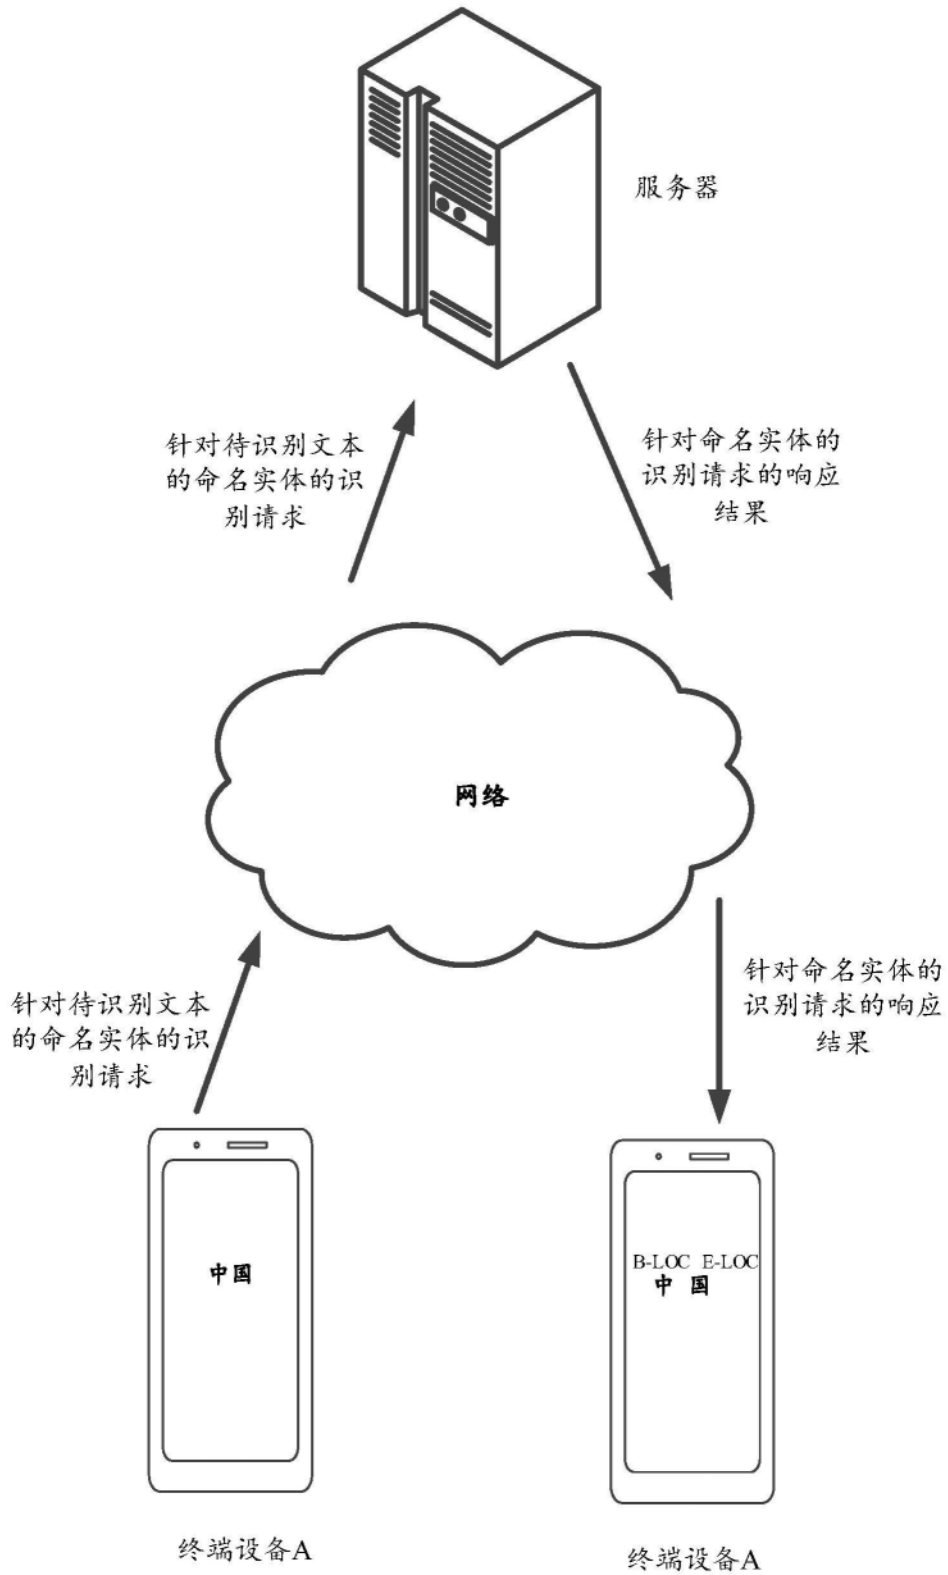 服务器
针对待识别文本
的命名实体的识
别请求
针对命名实体的
识别请求的响应
结果
网络
针对待识别文本
的命名实体的识
别请求
针对命名实体的
识别请求的响应
结果
中国
B-LOC E-LOC
中 国
终端设备A
终端设备A